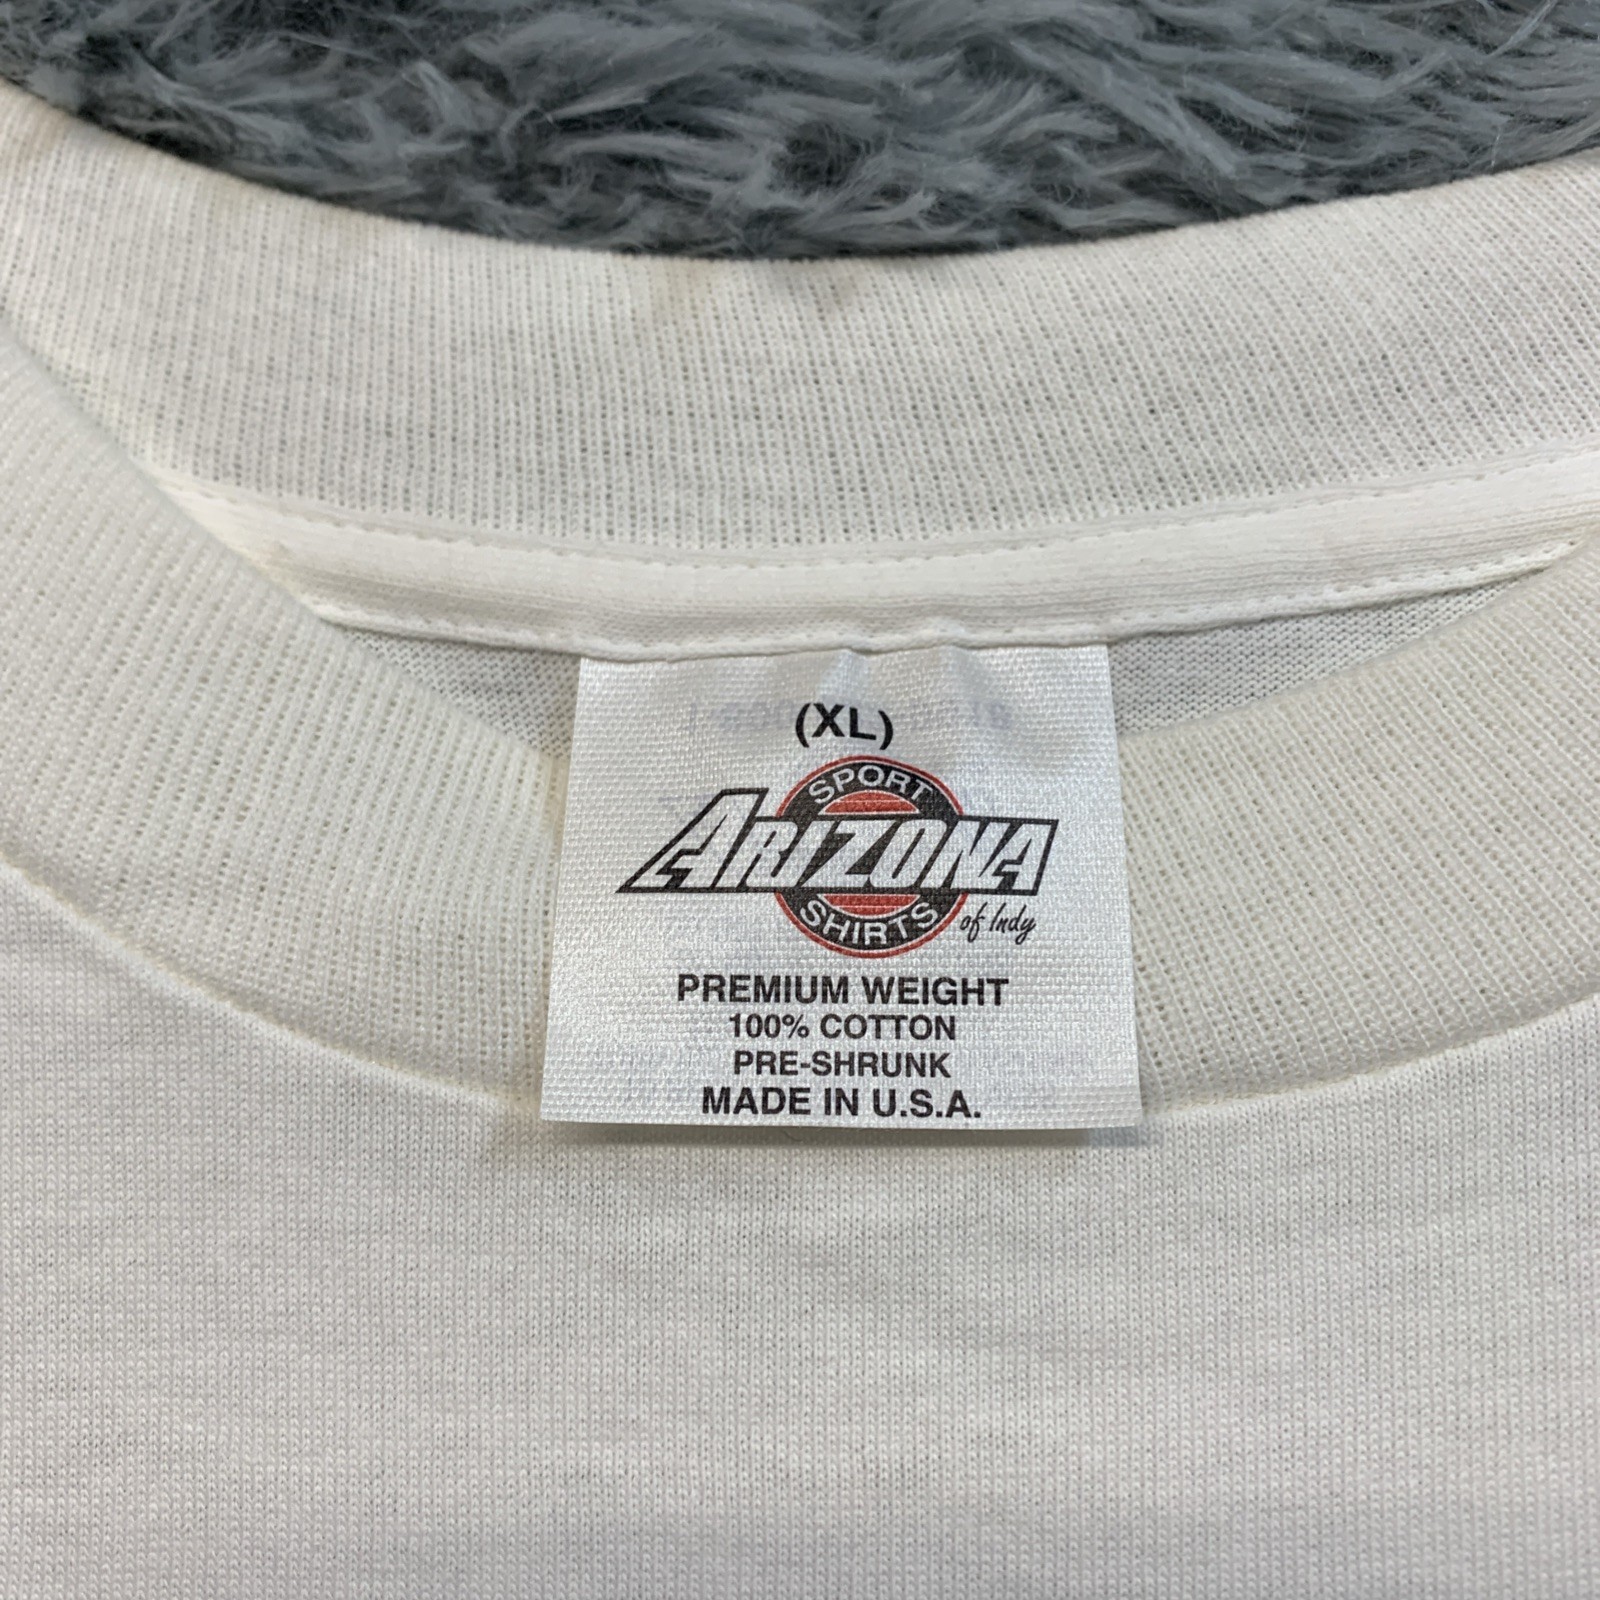 (XL)
SPORT
ARIZONA
SHIRTS
of Indy
PREMIUM WEIGHT
100% COTTON
PRE-SHRUNK
MADE IN U.S.A.